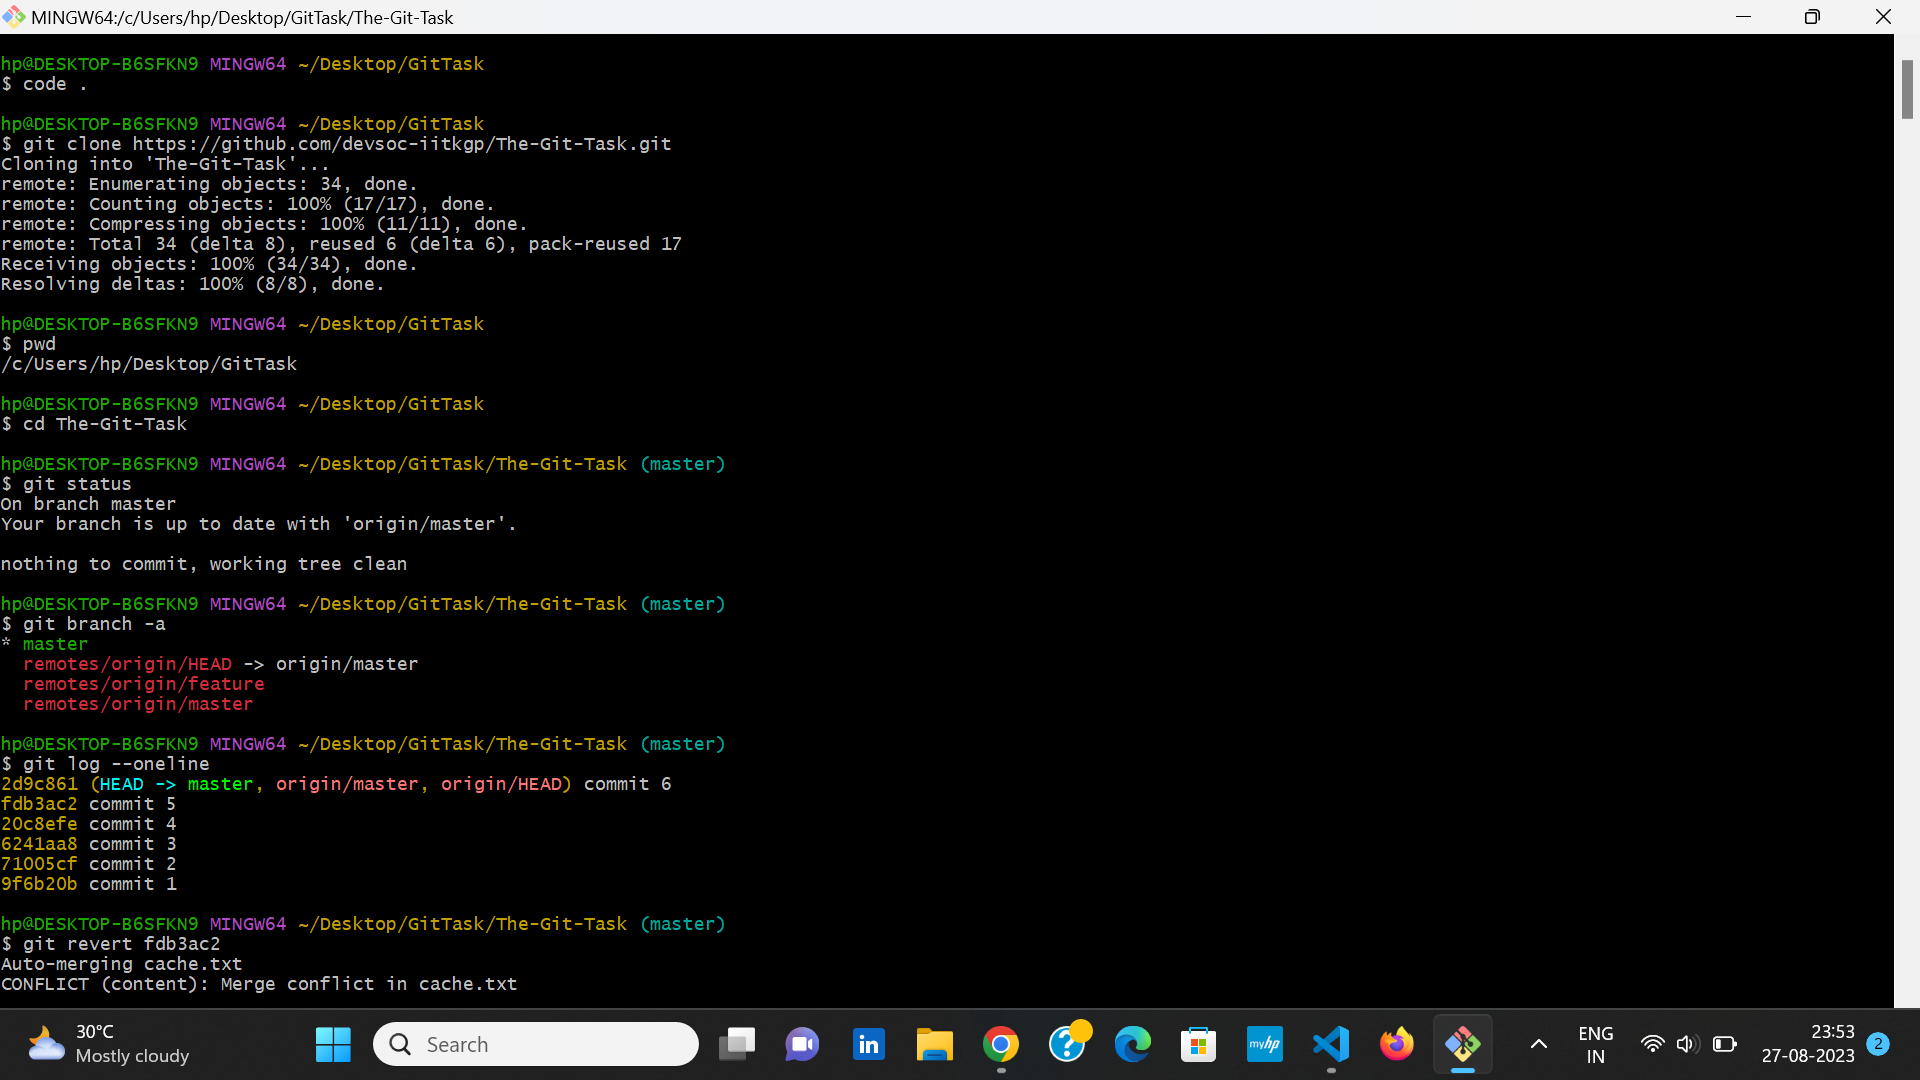 MINGW64:/c/Users/hp/Desktop/GitTask/The-Git-Task
hp@DESKTOP-B6SFKN9 MINGW64 ~/Desktop/GitTask
$ code .
hp@DESKTOP-B6SFKN9 MINGW64 ~/Desktop/GitTask
$ git clone https://github.com/devsoc-iitkgp/The-Git-Task.git
Cloning into 'The-Git-Task'...
remote: Enumerating objects: 34, done.
remote: Counting objects: 100% (17/17), done.
remote: Compressing objects: 100% (11/11), done.
remote: Total 34 (delta 8), reused 6 (delta 6), pack-reused 17
Receiving objects: 100% (34/34), done.
Resolving deltas: 100% (8/8), done.
hp@DESKTOP-B6SFKN9 MINGW64 ~/Desktop/GitTask
$ pwd
/c/Users/hp/Desktop/GitTask
hp@DESKTOP-B6SFKN9 MINGW64 ~/Desktop/GitTask
$ cd The-Git-Task
hp@DESKTOP-B6SFKN9 MINGW64 ~/Desktop/GitTask/The-Git-Task (master)
$ git status
On branch master
Your branch is up to date with 'origin/master'.
nothing to commit, working tree clean
hp@DESKTOP-B6SFKN9 MINGW64 ~/Desktop/GitTask/The-Git-Task (master)
$ git branch -a
* master
remotes/origin/HEAD -> origin/master
remotes/origin/feature
remotes/origin/master
hp@DESKTOP-B6SFKN9 MINGW64 ~/Desktop/GitTask/The-Git-Task (master)
$ git log --oneline
2d9c861 (HEAD -> master, origin/master, origin/HEAD) commit 6
fdb3ac2 commit 5
20c8efe commit 4
6241aa8 commit 3
71005cf commit 2
9f6b20b commit 1
hp@DESKTOP-B6SFKN9 MINGW64 ~/Desktop/GitTask/The-Git-Task (master)
$ git revert fdb3ac2
Auto-merging cache.txt
CONFLICT (content): Merge conflict in cache.txt
30°C
Mostly cloudy
Search
in
?
myhp
ENG
IN
23:53
27-08-2023
2